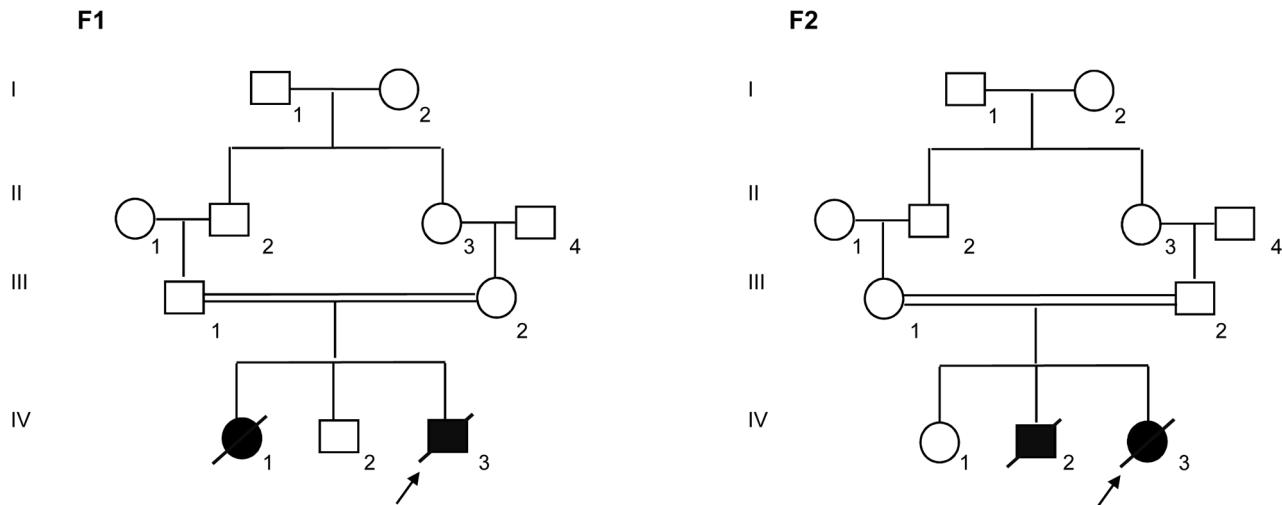 F1 F2
I I
1 2 1 2
II II
1 2 3 4 1 2 3 4
III III
1 2 1 2
IV IV
1 2 3 1 2 3